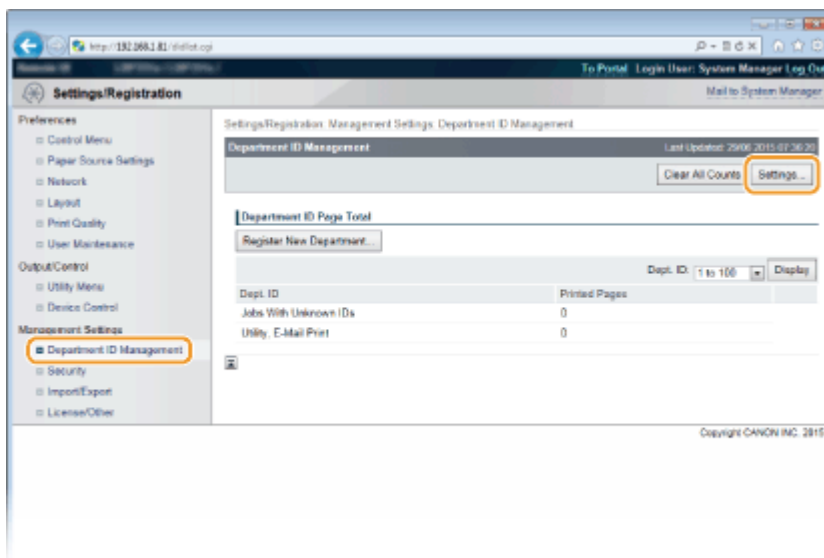 http://192.168.1.81/didlist.cgi
To Portal Login User: System Manager Log Ou
Settings/Registration
Mail to System Manager
Preferences
Control Menu
Paper Source Settings
Network
Layout
Print Quality
User Maintenance
Output/Control
Utility Menu
Device Control
Management Settings
Department ID Management
Security
Import/Export
License/Other
Settings/Registration: Management Settings: Department ID Management
Department ID Management
Last Updated: 29/06 2015 07:36:20
Clear All Counts
Settings...
Department ID Page Total
Register New Department...
Dept. ID: 1 to 100 Display
Dept. ID Printed Pages
Jobs With Unknown IDs 0
Utility, E-Mail Print 0
Copyright CANON INC. 2015